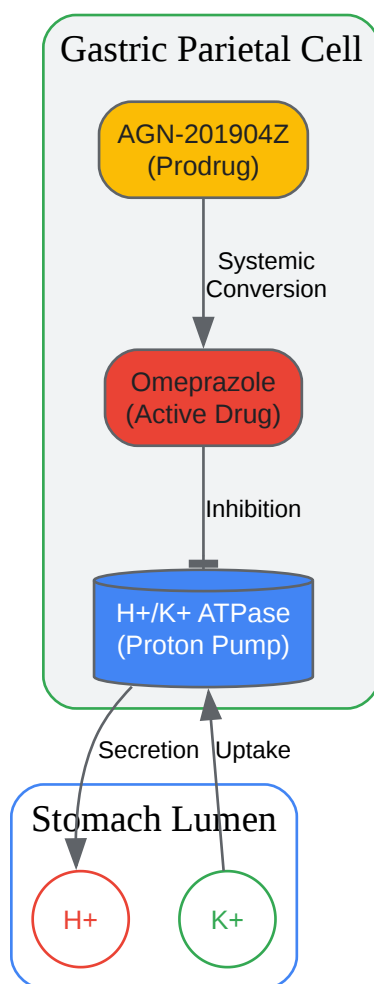 Gastric Parietal Cell
AGN-201904Z
(Prodrug)
Systemic
Conversion
Omeprazole
(Active Drug)
Inhibition
H+/K+ ATPase
(Proton Pump)
Secretion
Uptake
Stomach Lumen
H+
K+